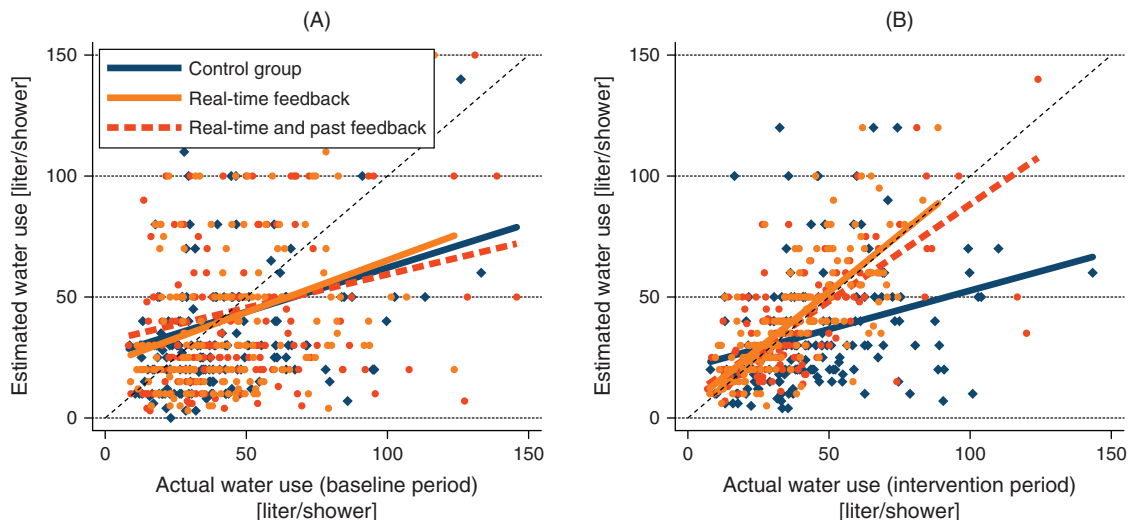 (A)
Estimated water use [liter/shower]
150
100
50
0
Control group
Real-time feedback
Real-time and past feedback
0
50
100
150
Actual water use (baseline period)
[liter/shower]
(B)
Estimated water use [liter/shower]
150
100
50
0
0
50
100
150
Actual water use (intervention period)
[liter/shower]